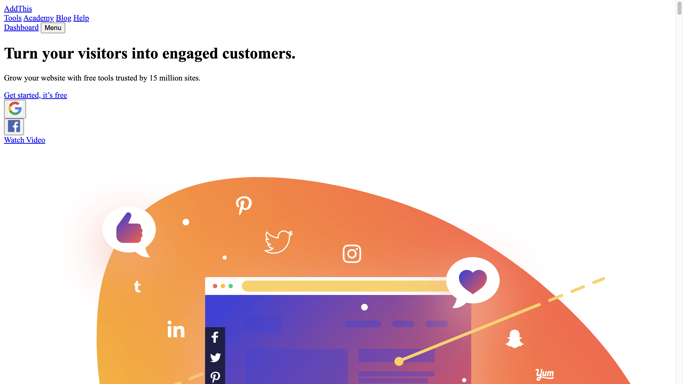 AddThis
Tools Academy Blog Help
Dashboard Menu
Turn your visitors into engaged customers.
Grow your website with free tools trusted by 15 million sites.
Get started, it's free
Watch Video
Yum